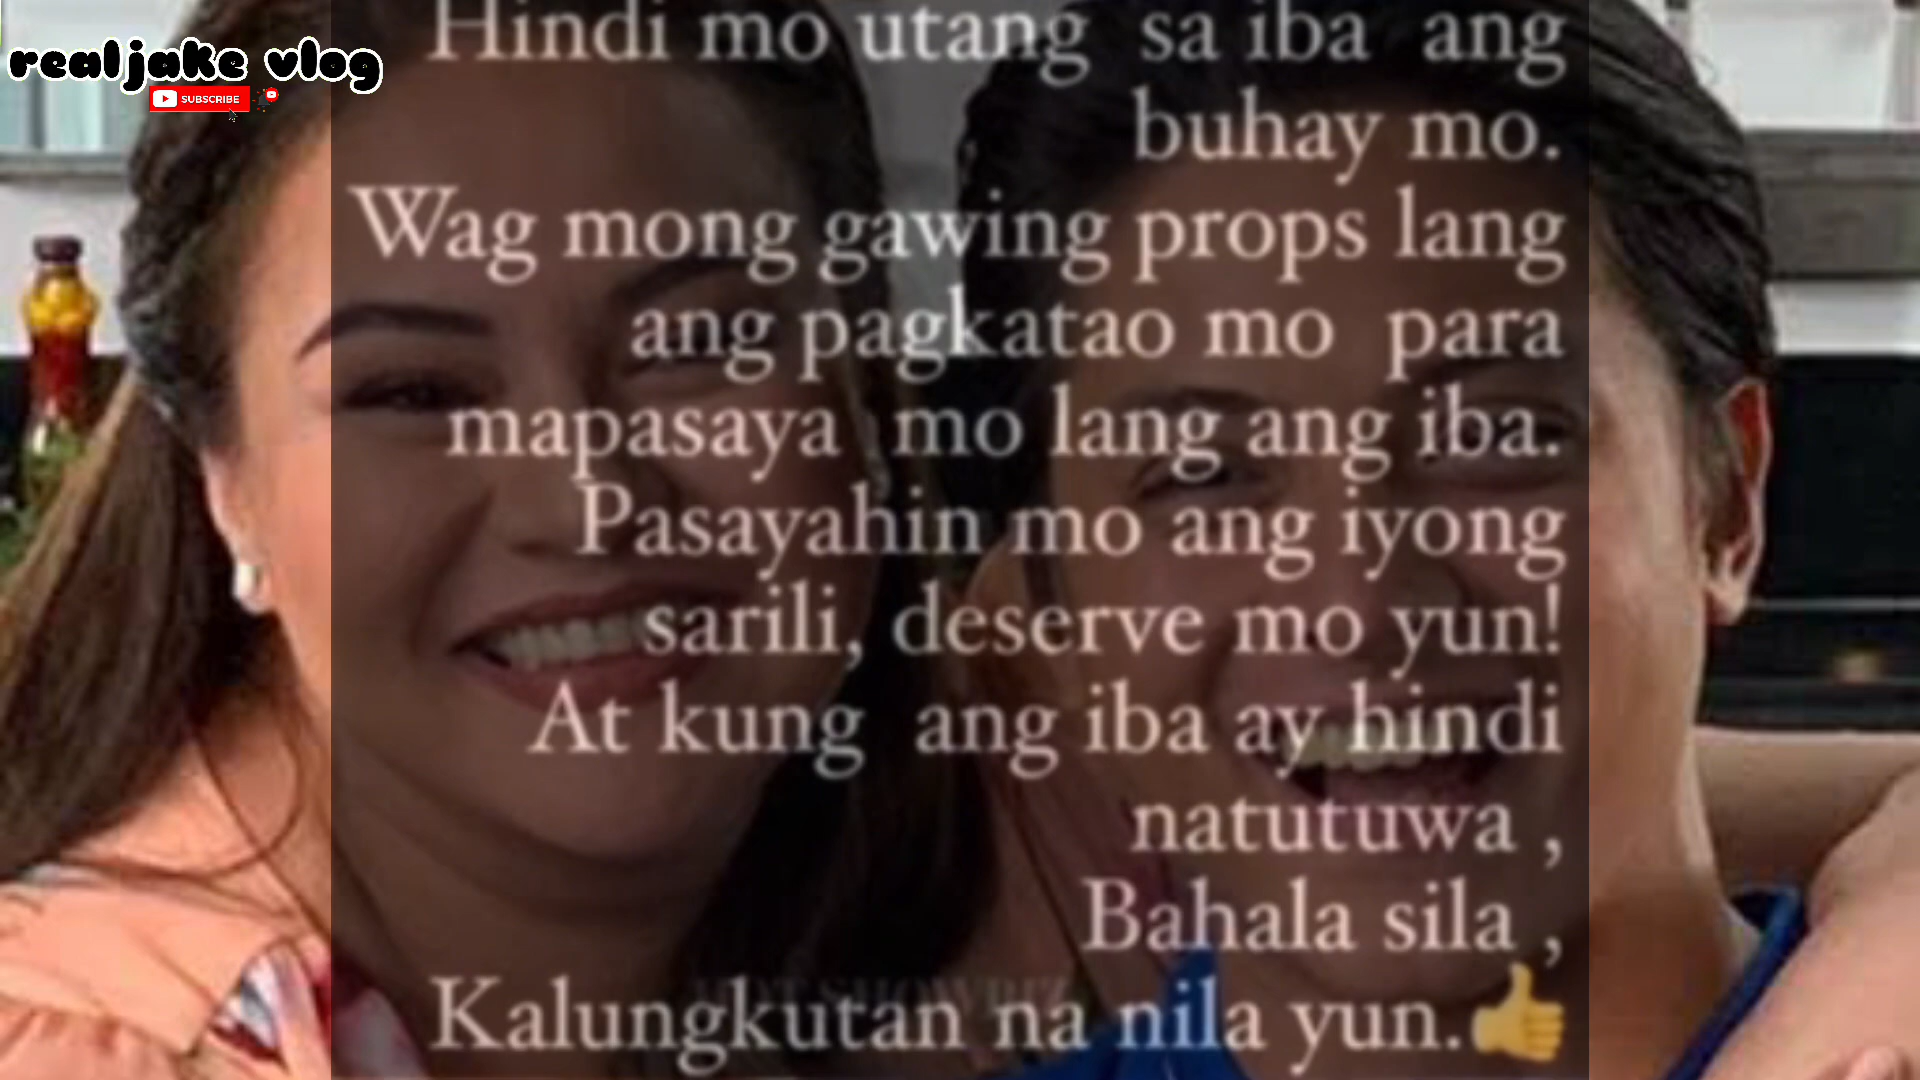 realjake vlog
SUBSCRIBE
Hindi mo utang sa iba ang
buhay mo.
Wag mong gawing props lang
ang pagkatao mo para
mapasaya mo lang ang iba.
Pasayahin mo ang iyong
sarili, deserve mo yun!
At kung ang iba ay hindi
natutuwa ,
Bahala sila ,
Kalungkutan na nila yun.👍